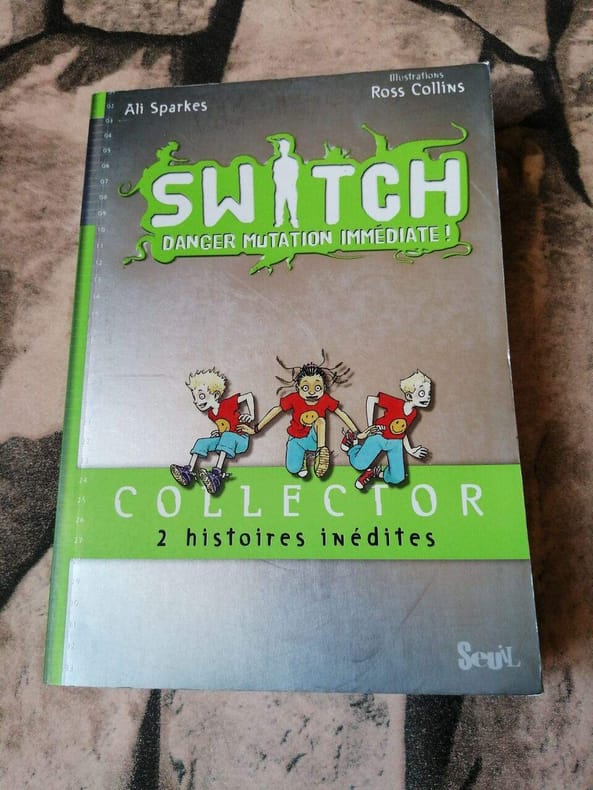 Ali Sparkes
Illustrations
Ross Collins
SWITCH
DANGER MUTATION IMMÉDIATE !
COLLECTOR
2 histoires inédites
Seuil